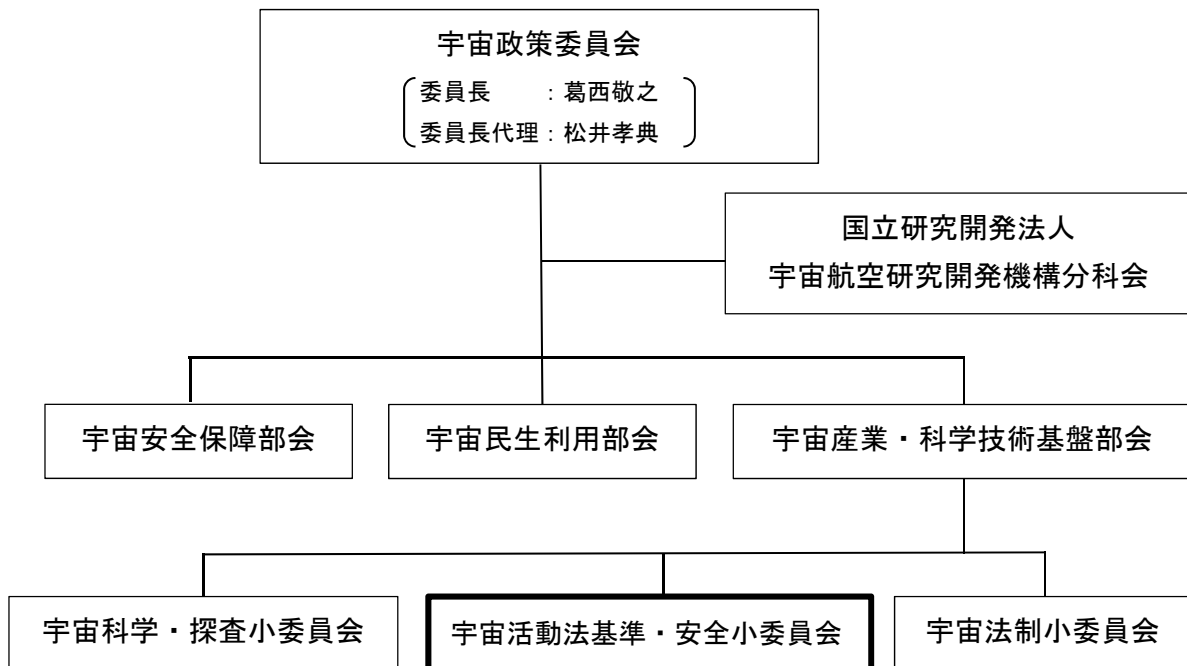 宇宙政策委員会
委員長　　：葛西敬之
委員長代理：松井孝典
国立研究開発法人
宇宙航空研究開発機構分科会
宇宙安全保障部会
宇宙民生利用部会
宇宙産業・科学技術基盤部会
宇宙科学・探査小委員会
宇宙活動法基準・安全小委員会
宇宙法制小委員会